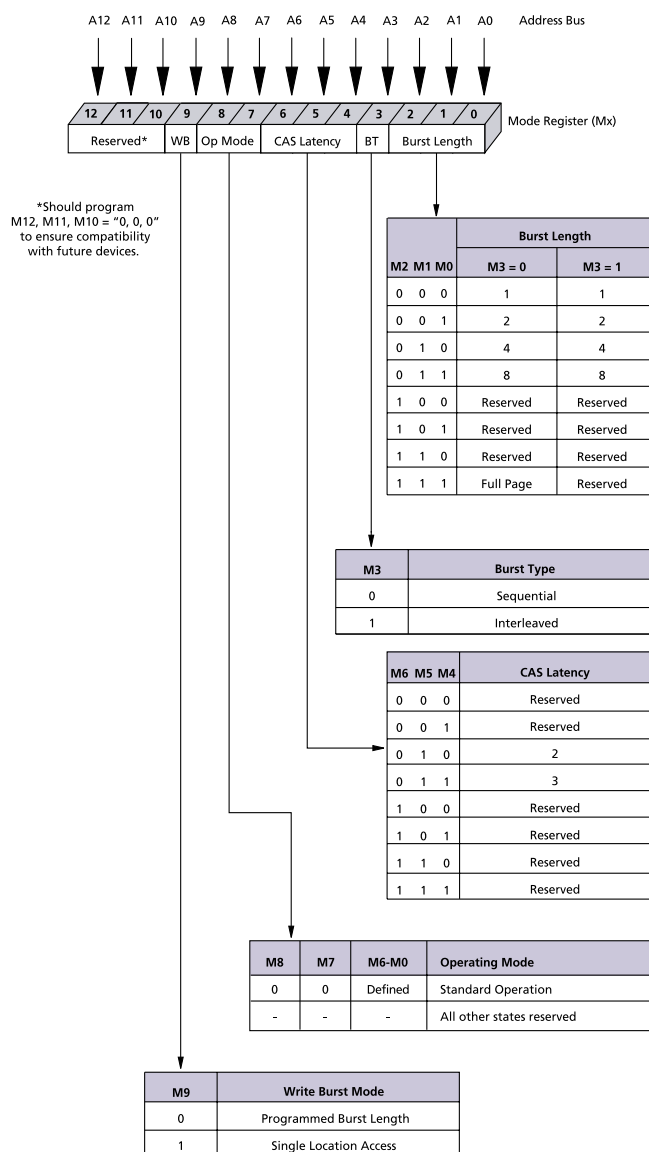 A12 A11 A10 A9 A8 A7 A6 A5 A4 A3 A2 A1 A0 Address Bus
12 11 10 9 8 7 6 5 4 3 2 1 0 Mode Register (Mx)
Reserved* WB Op Mode CAS Latency BT Burst Length
*Should program
M12, M11, M10 = “0, 0, 0”
to ensure compatibility
with future devices.
Burst Length
M2 M1 M0 M3 = 0 M3 = 1
0 0 0 1 1
0 0 1 2 2
0 1 0 4 4
0 1 1 8 8
1 0 0 Reserved Reserved
1 0 1 Reserved Reserved
1 1 0 Reserved Reserved
1 1 1 Full Page Reserved
M3 Burst Type
0 Sequential
1 Interleaved
M6 M5 M4 CAS Latency
0 0 0 Reserved
0 0 1 Reserved
0 1 0 2
0 1 1 3
1 0 0 Reserved
1 0 1 Reserved
1 1 0 Reserved
1 1 1 Reserved
M8 M7 M6-M0 Operating Mode
0 0 Defined Standard Operation
- - - All other states reserved
M9 Write Burst Mode
0 Programmed Burst Length
1 Single Location Access